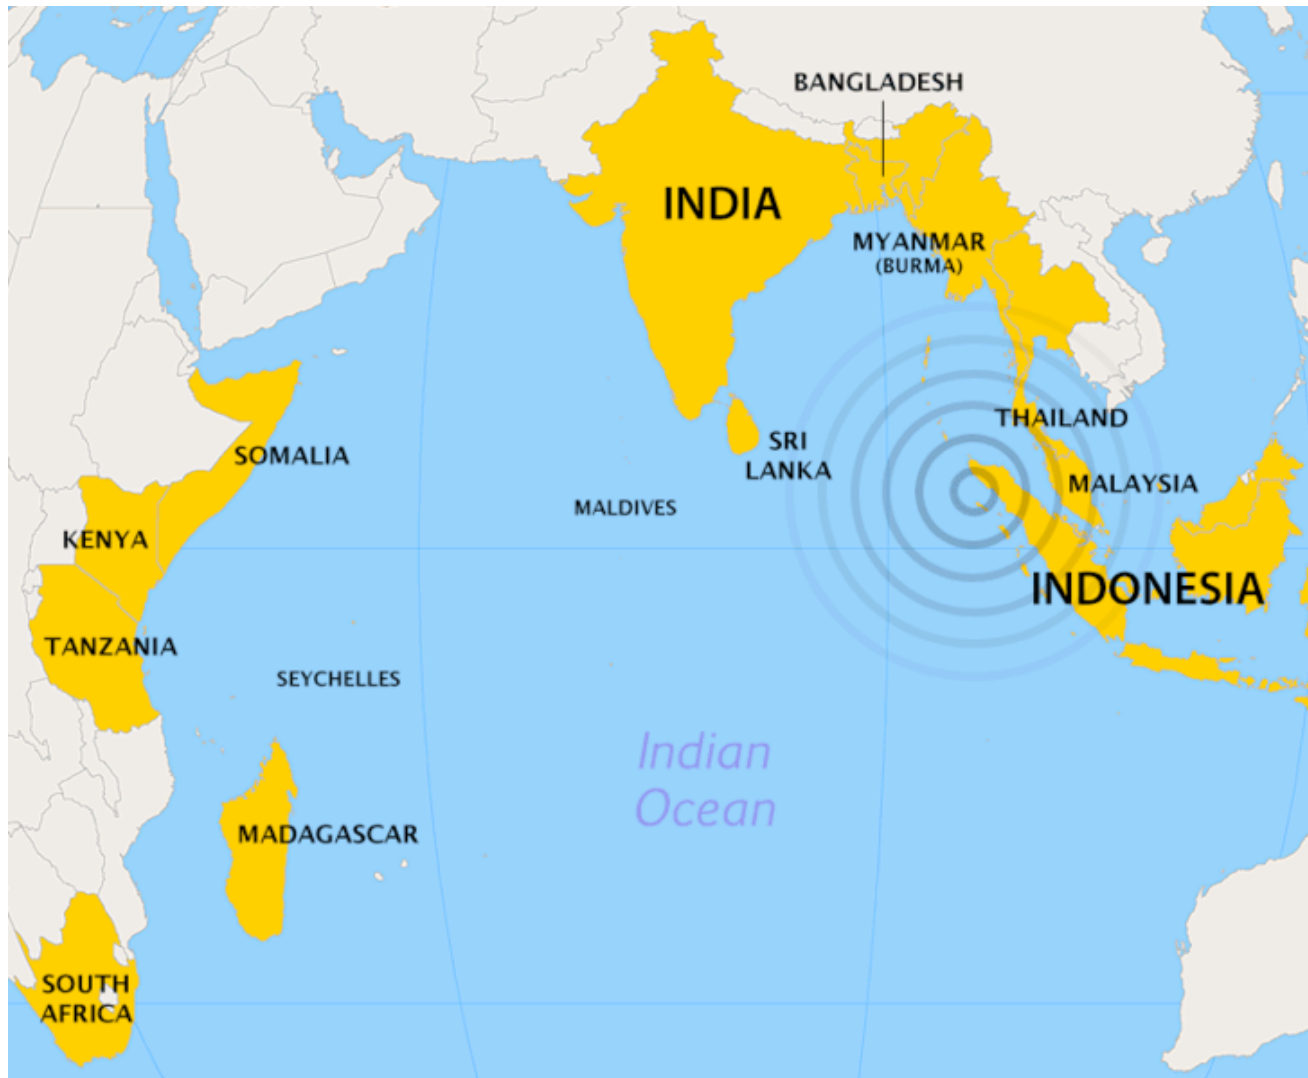 BANGLADESH
INDIA
MYANMAR
(BURMA)
THAILAND
SRI
LANKA
SOMALIA
MALAYSIA
MALDIVES
KENYA
INDONESIA
TANZANIA
SEYCHELLES
Indian
Ocean
MADAGASCAR
SOUTH
AFRICA